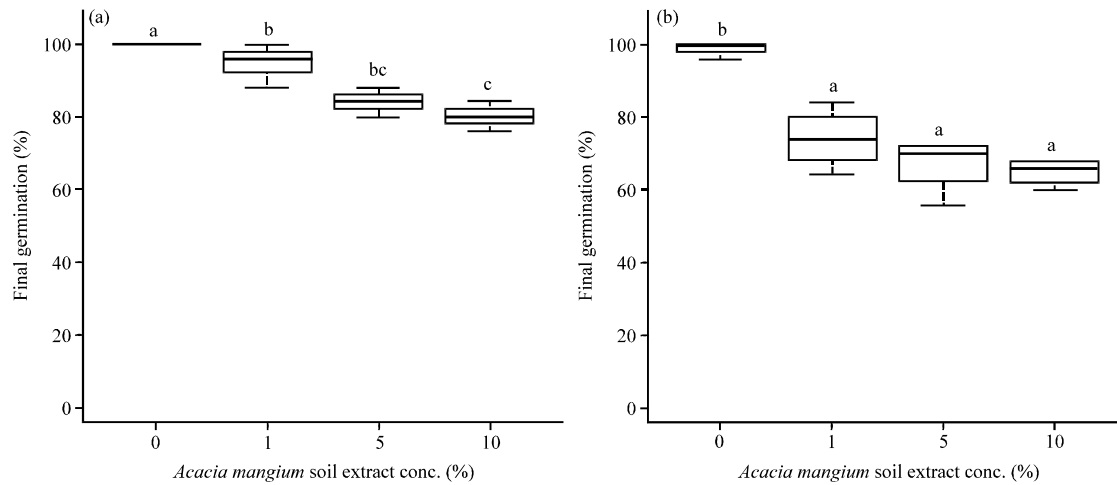 (a)
a
b
bc
c
100
80
60
40
20
0
Final germination (%)
0 1 5 10
Acacia mangium soil extract conc. (%)
(b)
b
a
a
a
100
80
60
40
20
0
Final germination (%)
0 1 5 10
Acacia mangium soil extract conc. (%)